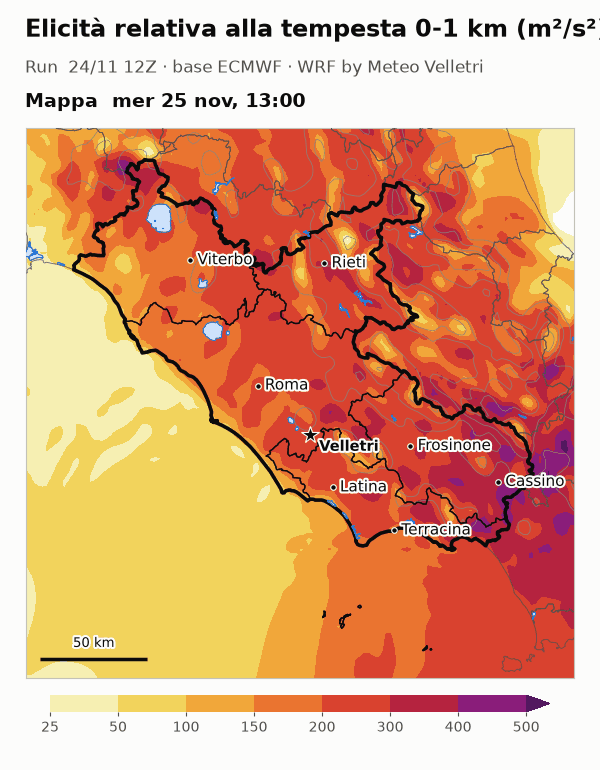 Elicità relativa alla tempesta 0-1 km (m²/s²)
Run 24/11 12Z · base ECMWF · WRF by Meteo Velletri
Mappa mer 25 nov, 13:00
Viterbo
Rieti
Roma
Velletri
Frosinone
Latina
Cassino
Terracina
50 km
25 50 100 150 200 300 400 500